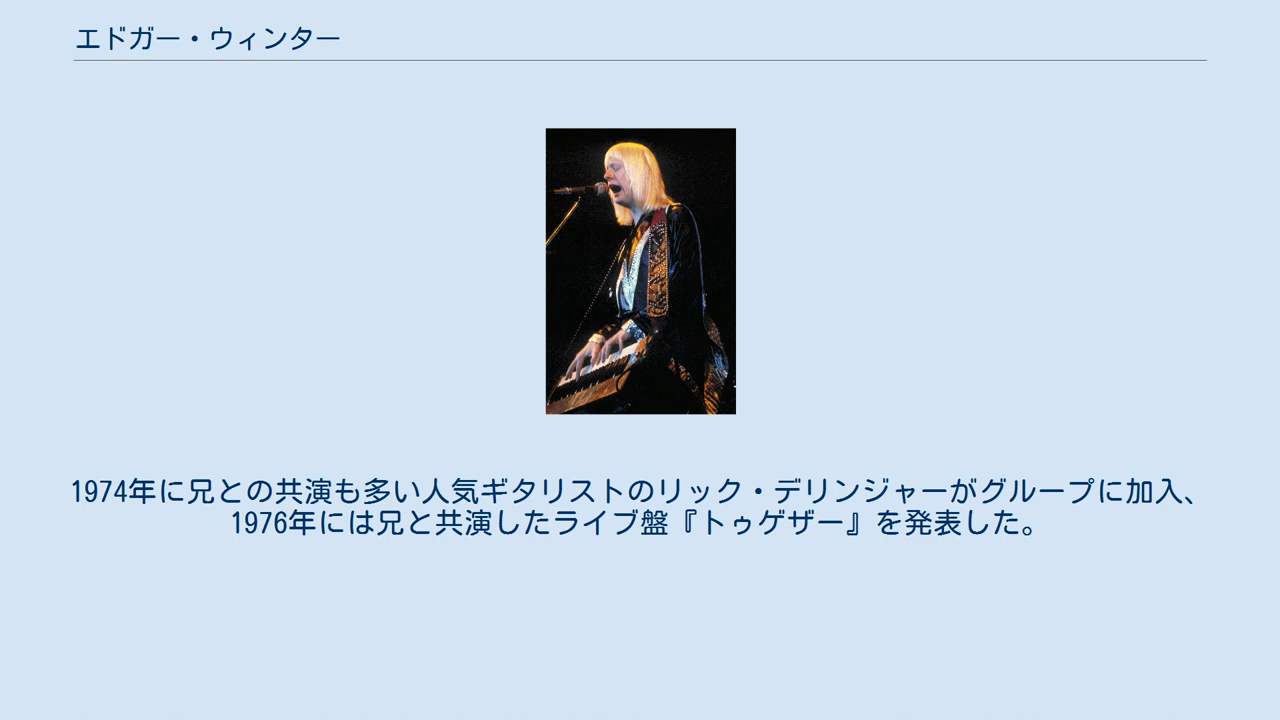 エドガー・ウィンター
1974年に兄との共演も多い人気ギタリストのリック・デリンジャーがグループに加入、
1976年には兄と共演したライブ盤『トゥゲザー』を発表した。